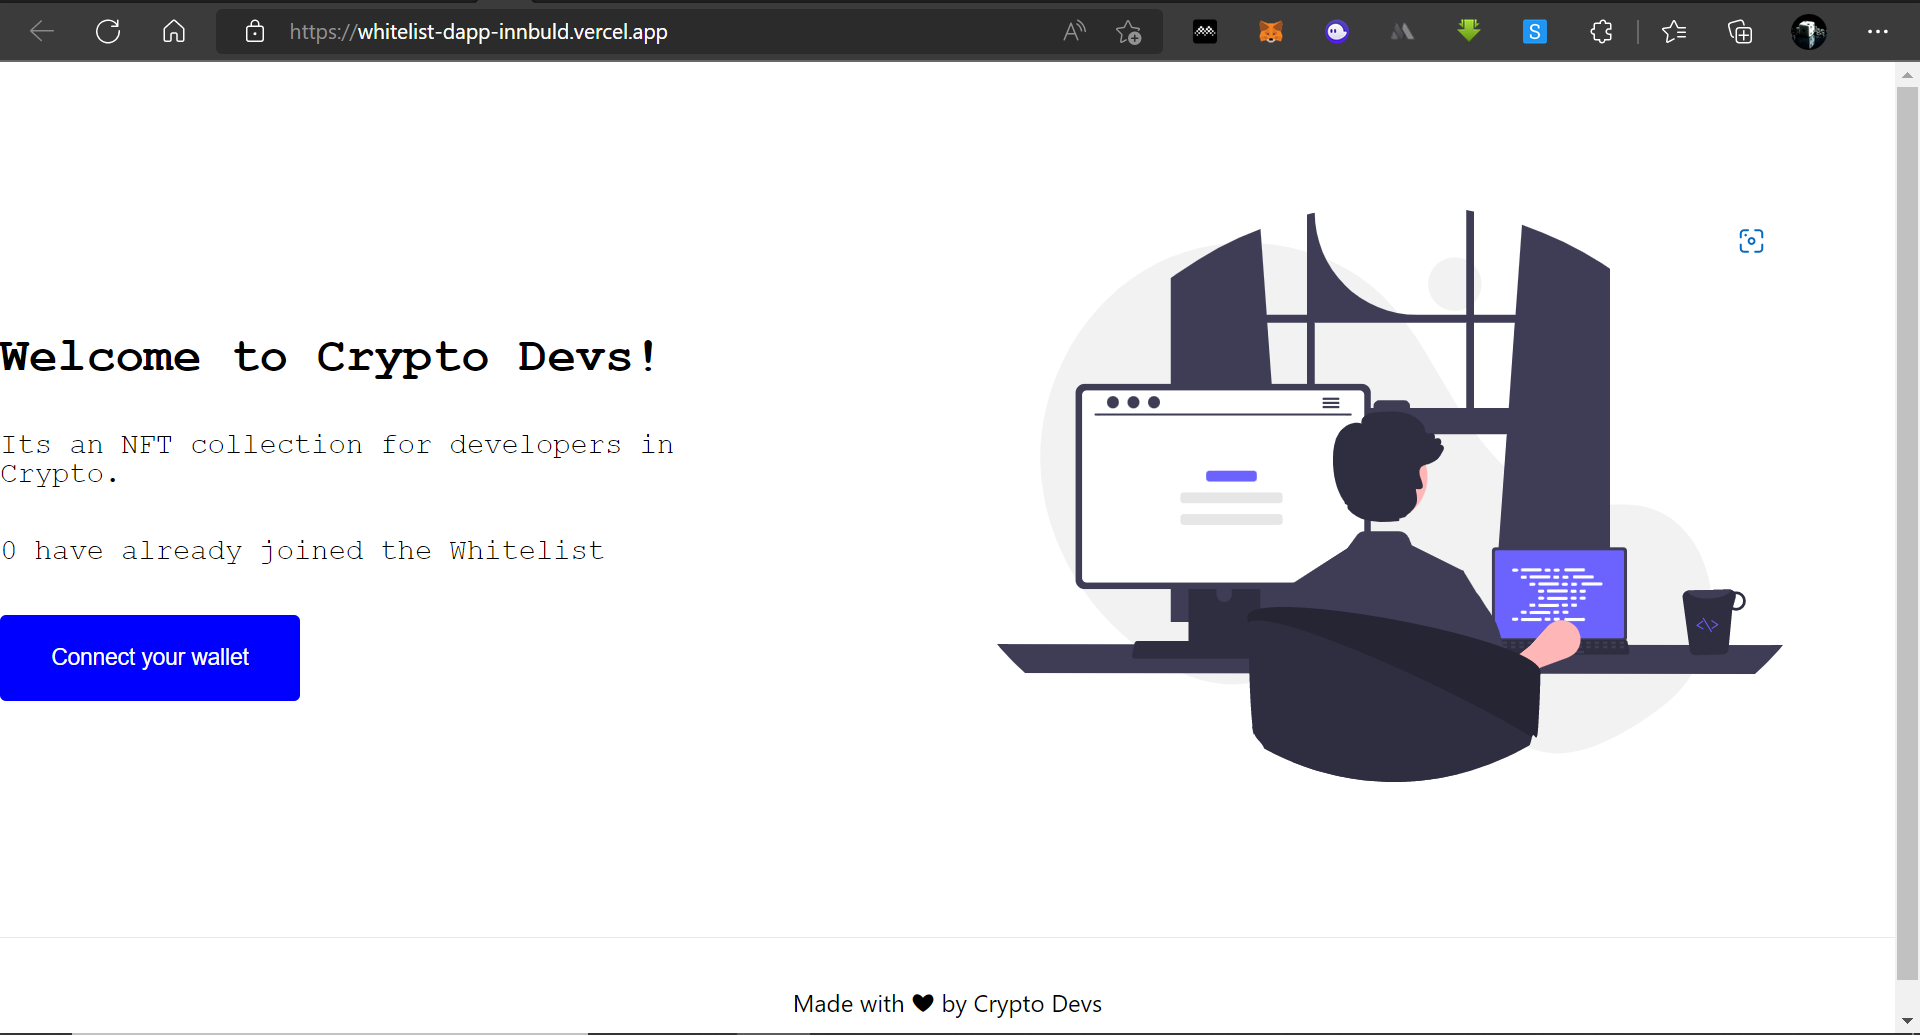 https://whitelist-dapp-innbuld.vercel.app
S
Welcome to Crypto Devs!
Its an NFT collection for developers in
Crypto.
0 have already joined the Whitelist
Connect your wallet
</>
Made with ♥ by Crypto Devs